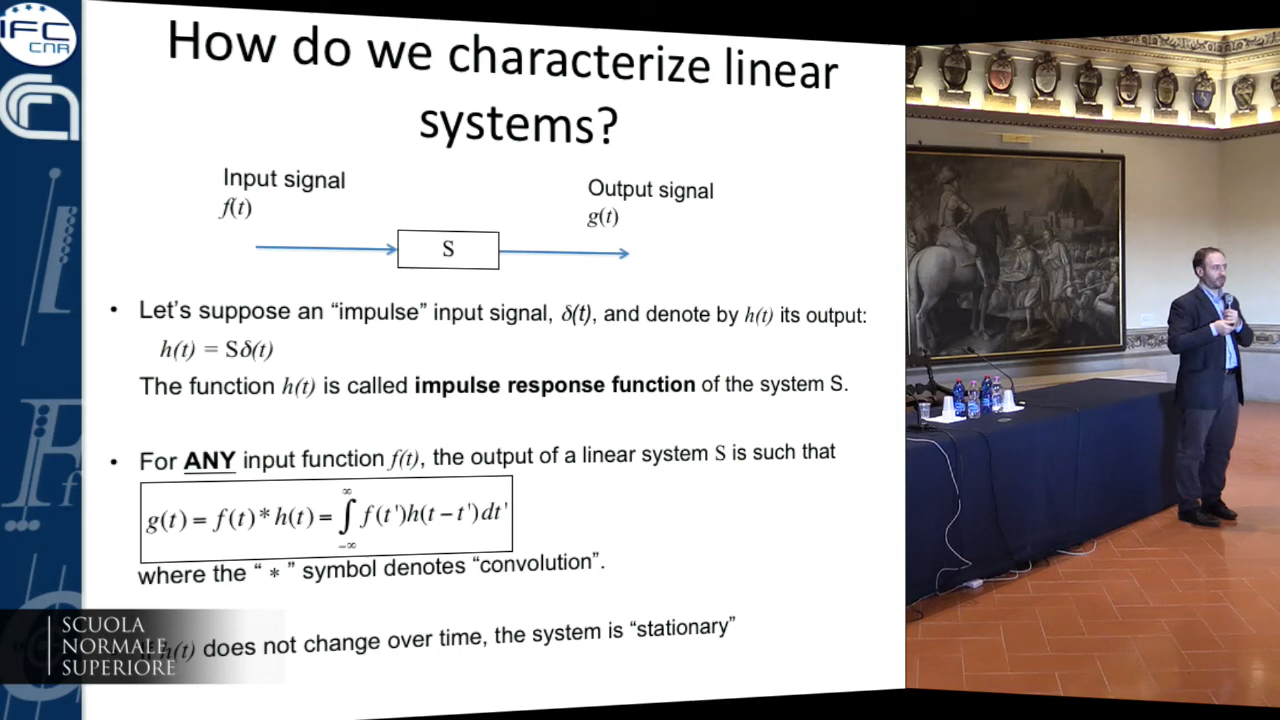 IFC
CNR
How do we characterize linear
systems?
Input signal
f(t)
Output signal
g(t)
S
• Let's suppose an “impulse” input signal, δ(t), and denote by h(t) its output:
h(t) = Sδ(t)
The function h(t) is called impulse response function of the system S.
• For ANY input function f(t), the output of a linear system S is such that
g(t) = f(t) * h(t) = ∫_{-∞}^{∞} f(t')h(t - t')dt'
where the “ * ” symbol denotes “convolution”.
h(t) does not change over time, the system is “stationary”
SCUOLA
NORMALE
SUPERIORE